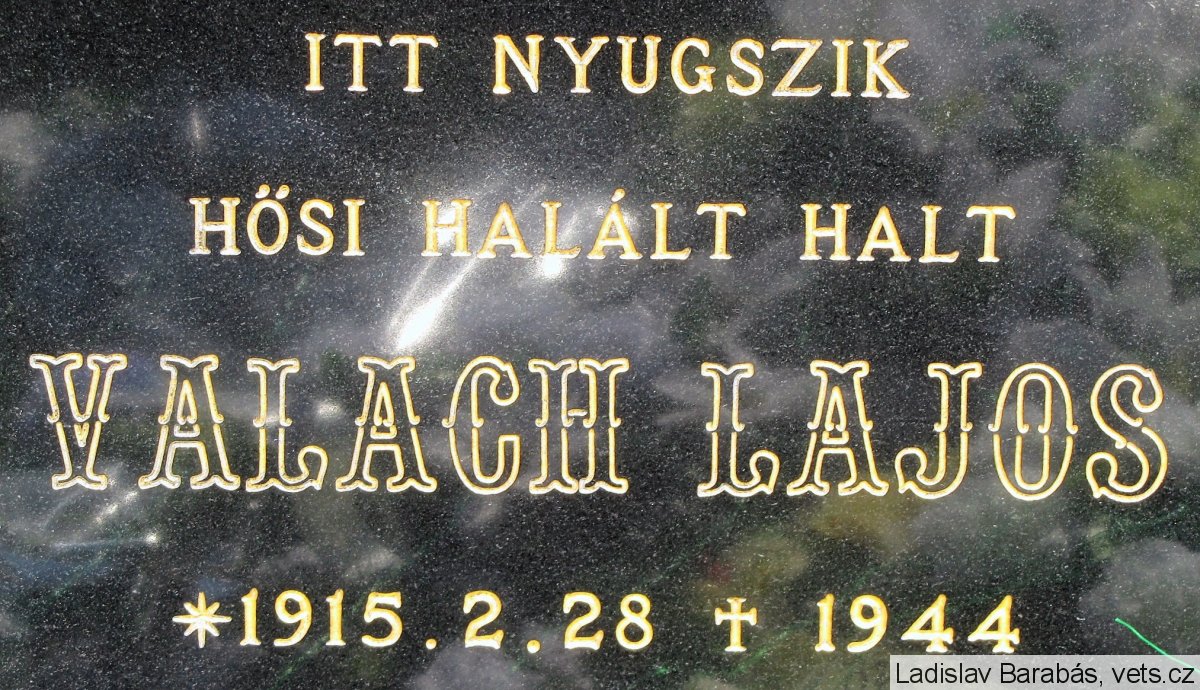 ITT NYUGSZIK
HŐSI HALÁLT HALT
VALACH LAJOS
*1915.2.28 ✝ 1944
Ladislav Barabás, vets.cz